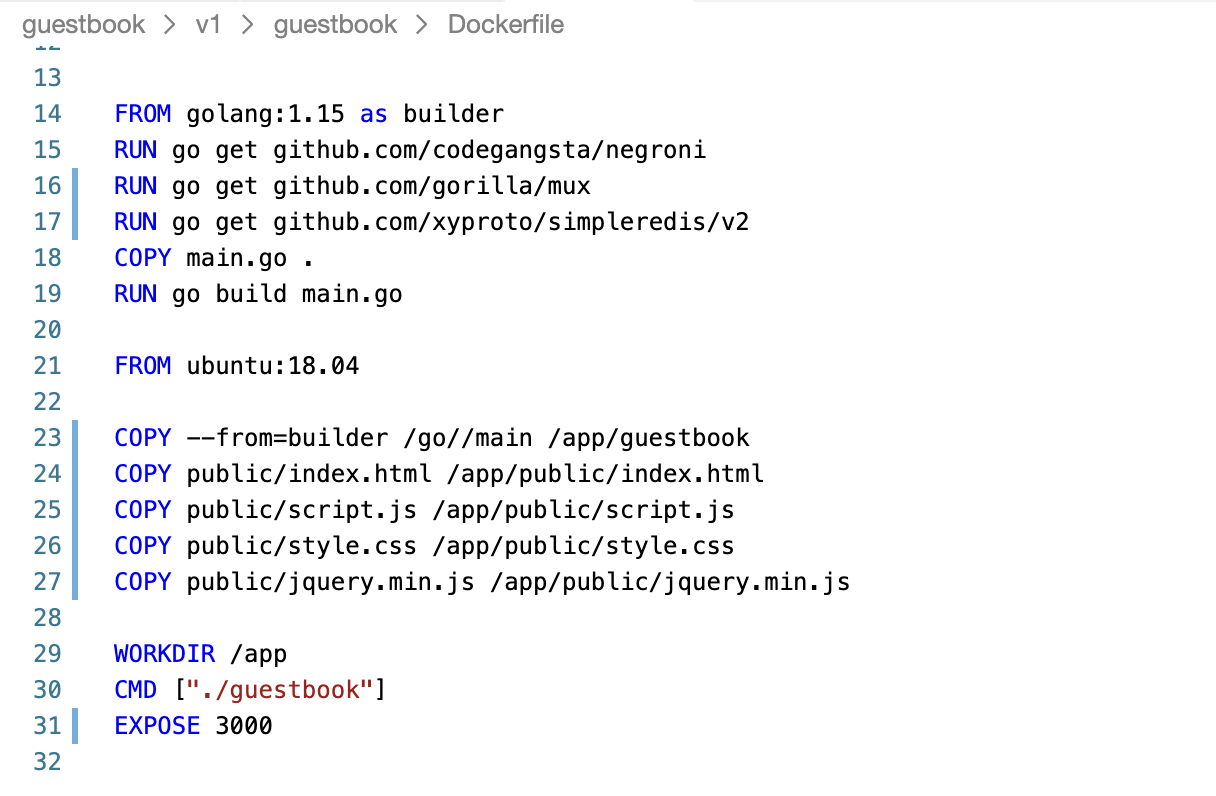 guestbook > v1 > guestbook > Dockerfile
12
13
14 FROM golang:1.15 as builder
15 RUN go get github.com/codegangsta/negroni
16 RUN go get github.com/gorilla/mux
17 RUN go get github.com/xyproto/simpleredis/v2
18 COPY main.go .
19 RUN go build main.go
20
21 FROM ubuntu:18.04
22
23 COPY --from=builder /go//main /app/guestbook
24 COPY public/index.html /app/public/index.html
25 COPY public/script.js /app/public/script.js
26 COPY public/style.css /app/public/style.css
27 COPY public/jquery.min.js /app/public/jquery.min.js
28
29 WORKDIR /app
30 CMD ["./guestbook"]
31 EXPOSE 3000
32